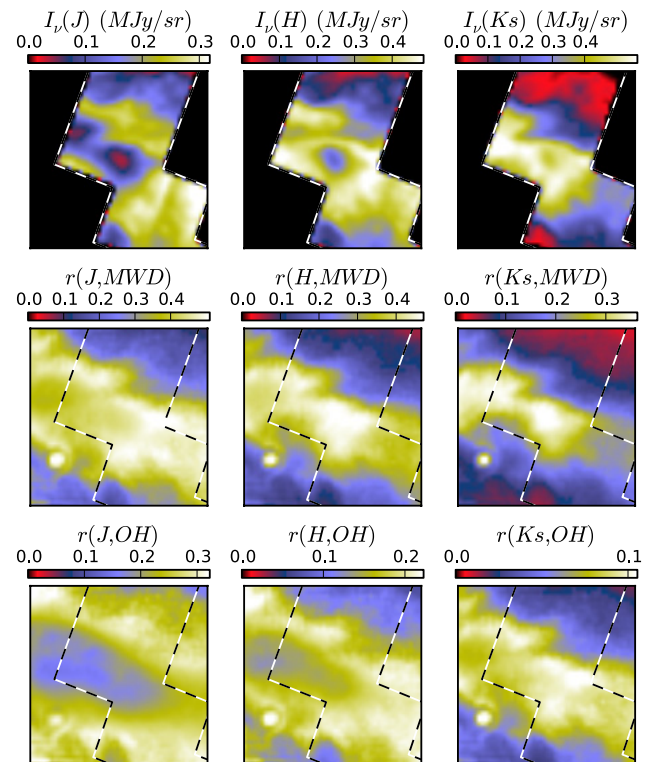 I_ν(J) (MJy/sr) I_ν(H) (MJy/sr) I_ν(Ks) (MJy/sr)
0.0 0.1 0.2 0.3 0.0 0.1 0.2 0.3 0.4 0.0 0.1 0.2 0.3 0.4
r(J,MWD) r(H,MWD) r(Ks,MWD)
0.0 0.1 0.2 0.3 0.4 0.0 0.1 0.2 0.3 0.4 0.0 0.1 0.2 0.3
r(J,OH) r(H,OH) r(Ks,OH)
0.0 0.1 0.2 0.3 0.0 0.1 0.2 0.0 0.1